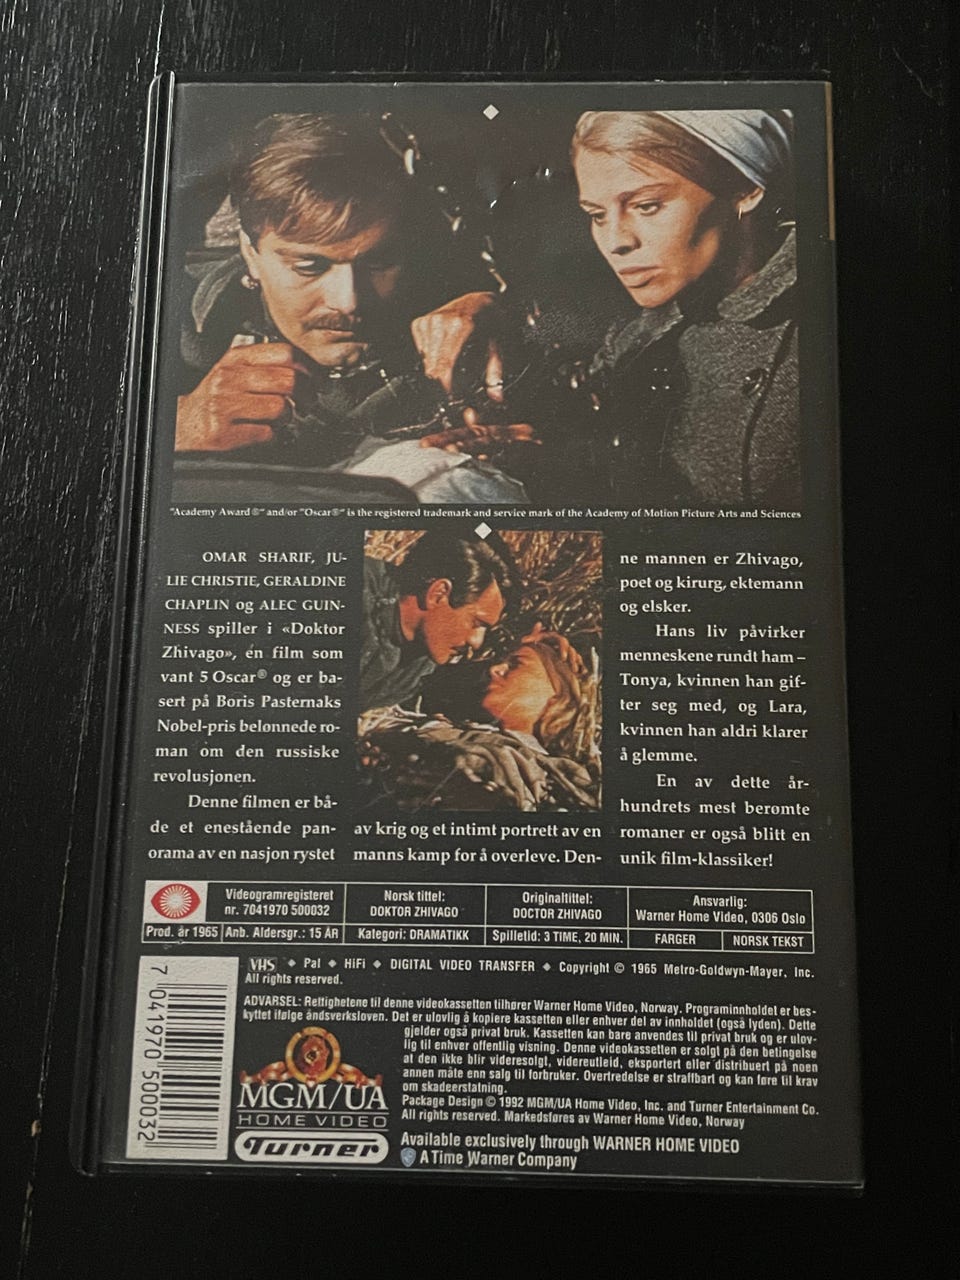 "Academy Award®" and/or "Oscar®" is the registered trademark and service mark of the Academy of Motion Picture Arts and Sciences
OMAR SHARIF, JU-
LIE CHRISTIE, GERALDINE
CHAPLIN og ALEC GUIN-
NESS spiller i «Doktor
Zhivago», en film som
vant 5 Oscar® og er ba-
sert på Boris Pasternaks
Nobel-pris belønnede ro-
man om den russiske
revolusjonen.
Denne filmen er bå-
de et enestående pan-
orama av en nasjon rystet
av krig og et intimt portrett av en
manns kamp for å overleve. Den-
ne mannen er Zhivago,
poet og kirurg, ektemann
og elsker.
Hans liv påvirker
menneskene rundt ham –
Tonya, kvinnen han gif-
ter seg med, og Lara,
kvinnen han aldri klarer
å glemme.
En av dette år-
hundrets mest berømte
romaner er også blitt en
unik film-klassiker!
Videogramregisteret
nr. 7041970 500032
Norsk tittel:
DOKTOR ZHIVAGO
Originaltittel:
DOCTOR ZHIVAGO
Ansvarlig:
Warner Home Video, 0306 Oslo
Prod. år 1965
Anb. Aldersgr.: 15 ÅR
Kategori: DRAMATIKK
Spilletid: 3 TIME, 20 MIN.
FARGER
NORSK TEKST
VHS ◆ Pal ◆ HiFi ◆ DIGITAL VIDEO TRANSFER ◆ Copyright © 1965 Metro-Goldwyn-Mayer, Inc.
All rights reserved.
ADVARSEL: Rettighetene til denne videokassetten tilhører Warner Home Video, Norway. Programinnholdet er bes-
kyttet ifølge åndsverksloven. Det er ulovlig å kopiere kassetten eller enhver del av innholdet (også lyden). Dette
gjelder også privat bruk. Kassetten kan bare anvendes til privat bruk og er ulov-
lig til enhver offentlig visning. Denne videokassetten er solgt på den betingelse
at den ikke blir videresolgt, videreutleid, eksportert eller distribuert på noen
annen måte enn salg til forbruker. Overtredelse er straffbart og kan føre til krav
om skadeerstatning.
Package Design © 1992 MGM/UA Home Video, Inc. and Turner Entertainment Co.
All rights reserved. Markedsføres av Warner Home Video, Norway
Available exclusively through WARNER HOME VIDEO
A Time Warner Company
MGM/UA
HOME VIDEO
Turner
7 041970 500032